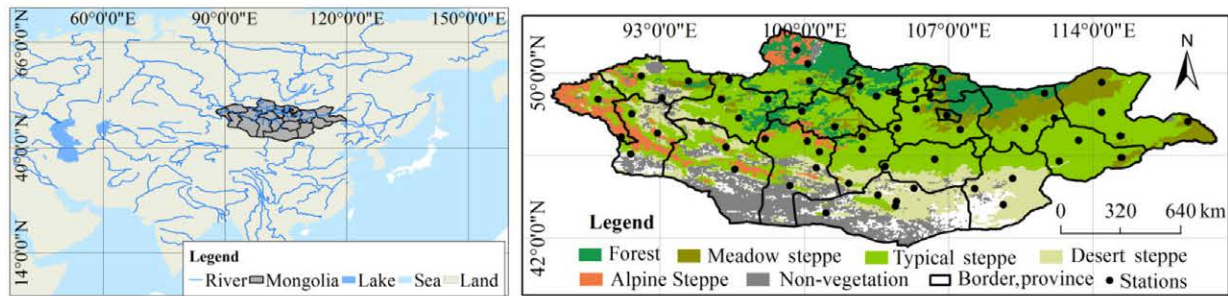 60°0'0"E 90°0'0"E 120°0'0"E 150°0'0"E
66°0'0"N
40°0'0"N
14°0'0"N
Legend
River Mongolia Lake Sea Land
93°0'0"E 100°0'0"E 107°0'0"E 114°0'0"E
N
50°0'0"N
42°0'0"N
0 320 640 km
Legend
Forest Meadow steppe Typical steppe Desert steppe
Alpine Steppe Non-vegetation Border,province Stations